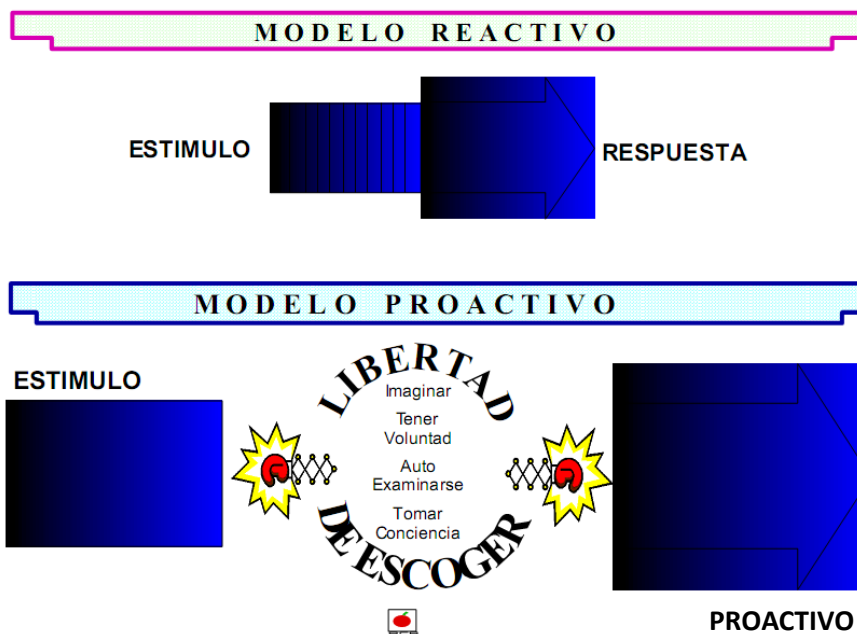 MODELO REACTIVO
ESTIMULO
RESPUESTA
MODELO PROACTIVO
ESTIMULO
LIBERTAD
Imaginar
Tener
Voluntad
Auto
Examinarse
Tomar
Conciencia
DE ESCOGER
PROACTIVO